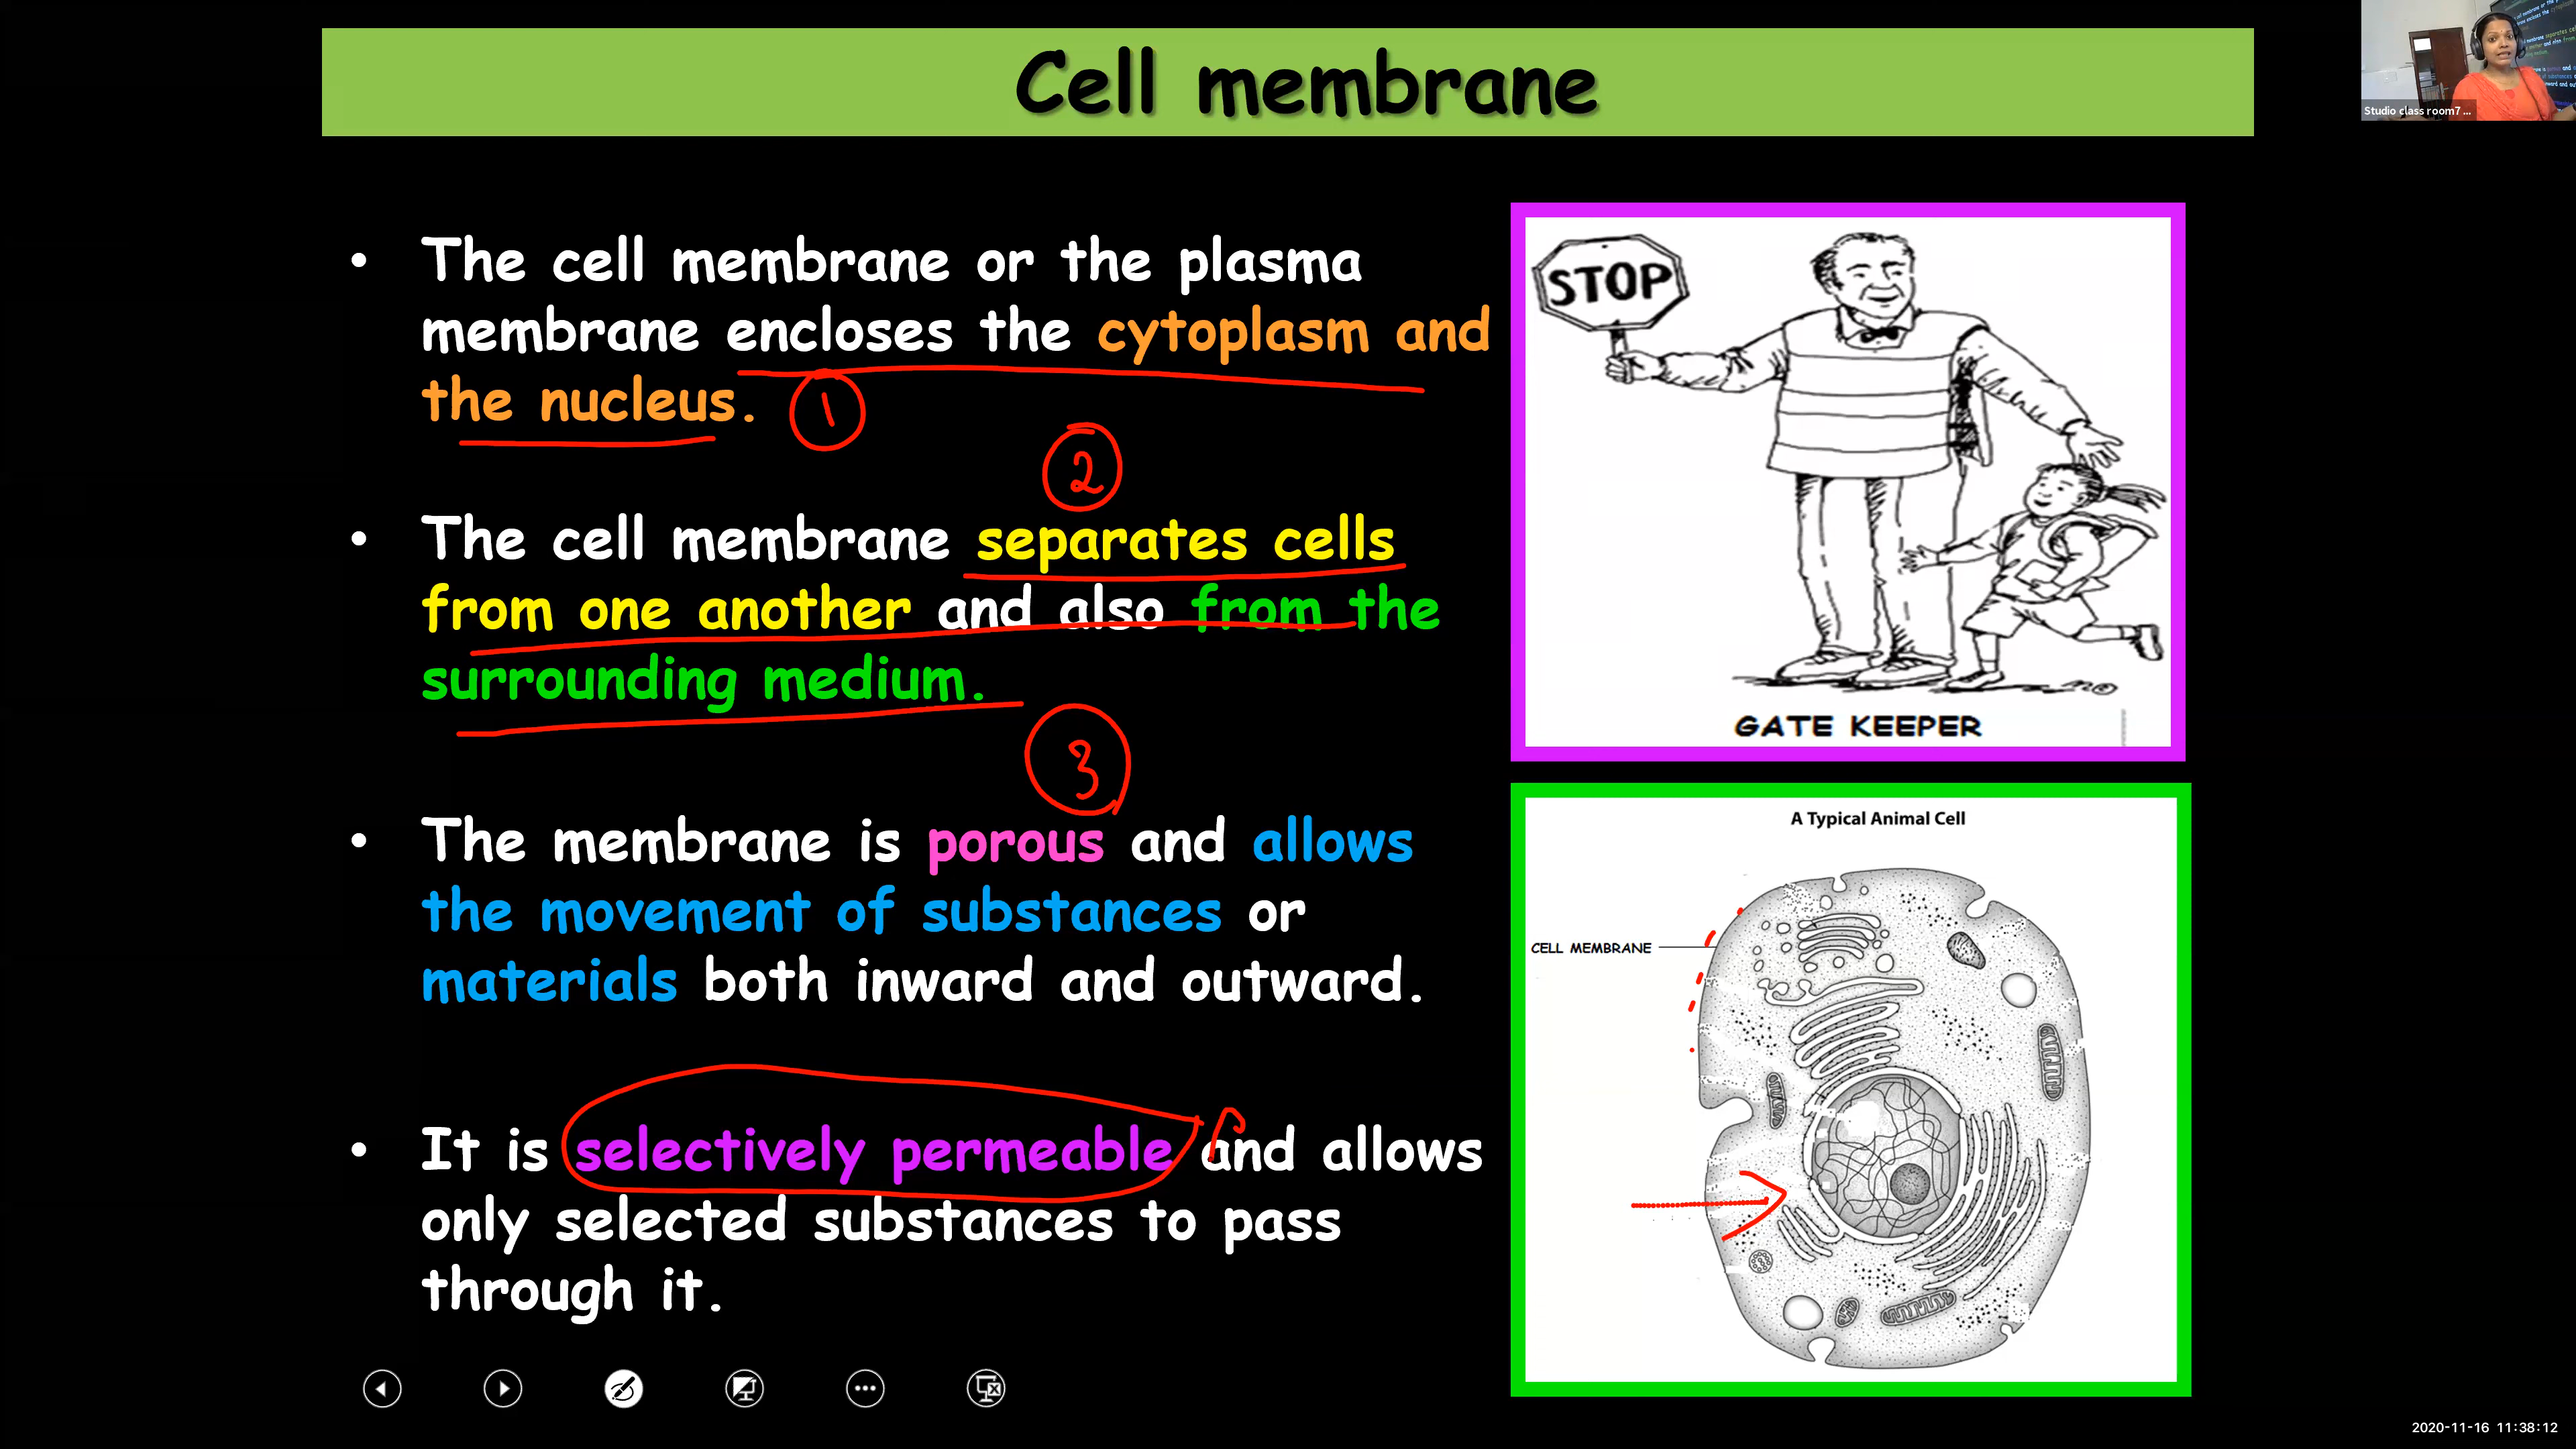 Cell membrane
Studio class room7 ...
• The cell membrane or the plasma
membrane encloses the cytoplasm and
the nucleus.
1
2
• The cell membrane separates cells
from one another and also from the
surrounding medium.
3
• The membrane is porous and allows
the movement of substances or
materials both inward and outward.
• It is selectively permeable and allows
only selected substances to pass
through it.
STOP
GATE KEEPER
A Typical Animal Cell
CELL MEMBRANE
2020-11-16 11:38:12